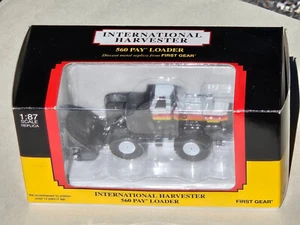 INTERNATIONAL
HARVESTER
560 PAY LOADER
Die-cast metal replica from FIRST GEAR
1:87
SCALE
REPLICA
INTERNATIONAL HARVESTER
560 PAY LOADER
FIRST GEAR